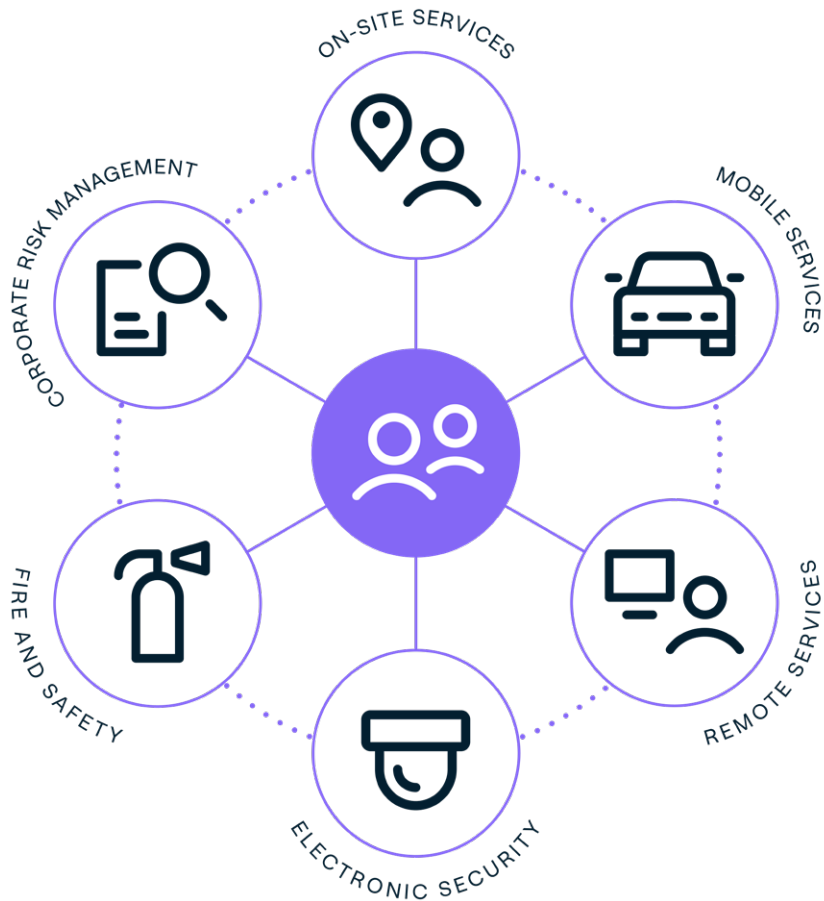 ON-SITE SERVICES
MOBILE SERVICES
REMOTE SERVICES
ELECTRONIC SECURITY
FIRE AND SAFETY
CORPORATE RISK MANAGEMENT